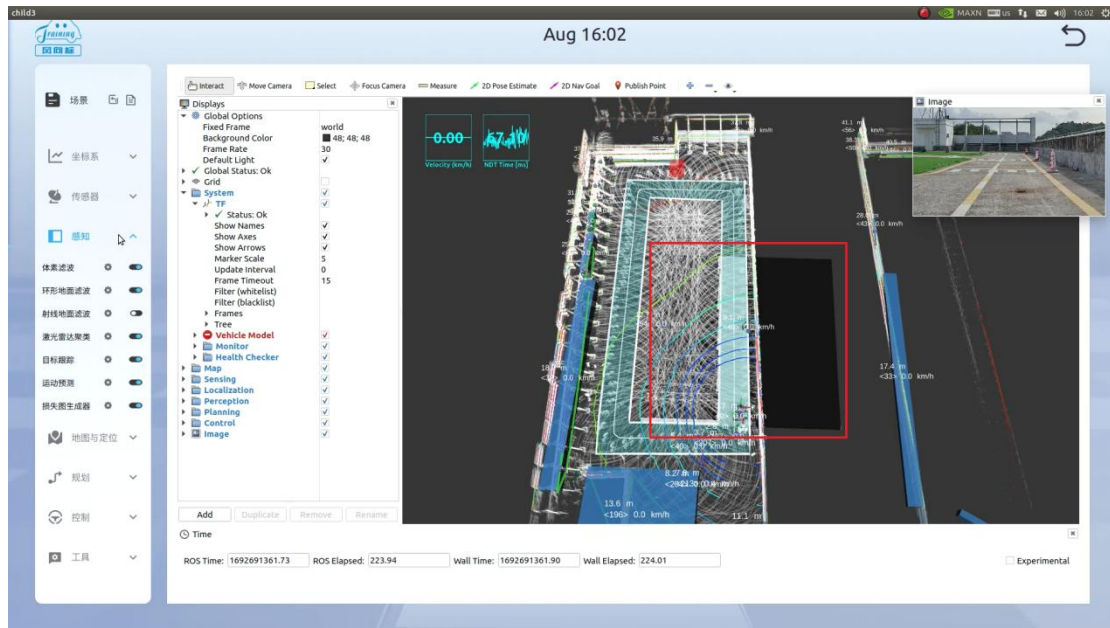 child3
MAXN
us
16:02
Training
风向标
Aug 16:02
场景
坐标系
传感器
感知
体素滤波
环形地面滤波
射线地面滤波
激光雷达聚类
目标跟踪
运动预测
损失图生成器
地图与定位
规划
控制
工具
Interact Move Camera Select Focus Camera Measure 2D Pose Estimate 2D Nav Goal Publish Point
Displays
Global Options
Fixed Frame world
Background Color 48; 48; 48
Frame Rate 30
Default Light
Global Status: Ok
Grid
System
TF
Status: Ok
Show Names
Show Axes
Show Arrows
Marker Scale 5
Update Interval 0
Frame Timeout 15
Filter (whitelist)
Filter (blacklist)
Frames
Tree
Vehicle Model
Monitor
Health Checker
Map
Sensing
Localization
Perception
Planning
Control
Image
Add Duplicate Remove Rename
0.00
Velocity (km/h)
67.10
NDT Time [ms]
Image
35.9 m
41.1 m
17.4 m
<33> 0.0 km/h
13.6 m
<196> 0.0 km/h
11.1 m
Time
ROS Time: 1692691361.73 ROS Elapsed: 223.94 Wall Time: 1692691361.90 Wall Elapsed: 224.01
Experimental